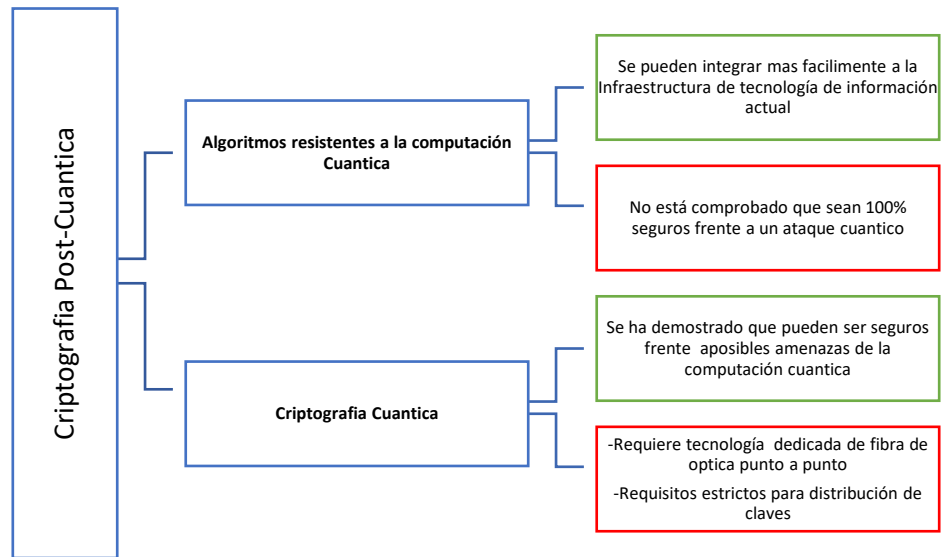 Criptografia Post-Cuantica
Algoritmos resistentes a la computación
Cuantica
Se pueden integrar mas facilmente a la
Infraestructura de tecnología de información
actual
No está comprobado que sean 100%
seguros frente a un ataque cuantico
Criptografia Cuantica
Se ha demostrado que pueden ser seguros
frente aposibles amenazas de la
computación cuantica
-Requiere tecnología dedicada de fibra de
optica punto a punto
-Requisitos estrictos para distribución de
claves